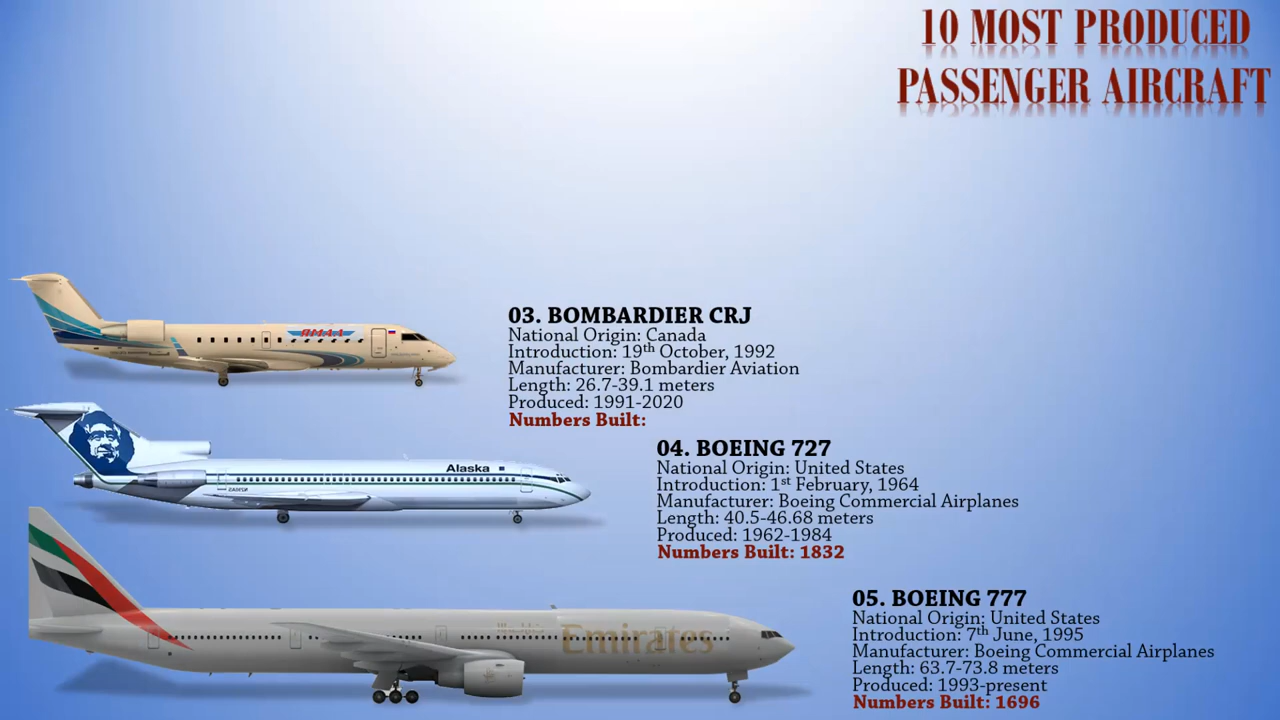 10 MOST PRODUCED
PASSENGER AIRCRAFT
03. BOMBARDIER CRJ
National Origin: Canada
Introduction: 19th October, 1992
Manufacturer: Bombardier Aviation
Length: 26.7-39.1 meters
Produced: 1991-2020
Numbers Built:
04. BOEING 727
National Origin: United States
Introduction: 1st February, 1964
Manufacturer: Boeing Commercial Airplanes
Length: 40.5-46.68 meters
Produced: 1962-1984
Numbers Built: 1832
Alaska
05. BOEING 777
National Origin: United States
Introduction: 7th June, 1995
Manufacturer: Boeing Commercial Airplanes
Length: 63.7-73.8 meters
Produced: 1993-present
Numbers Built: 1696
Emirates